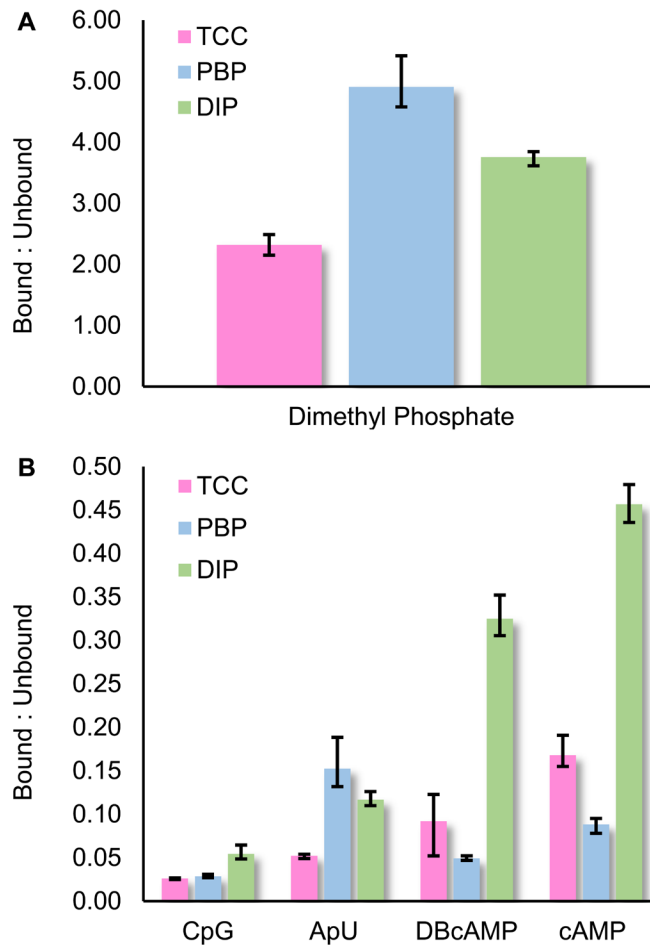 A
6.00
5.00
4.00
3.00
2.00
1.00
0.00
Bound : Unbound
TCC
PBP
DIP
Dimethyl Phosphate
B
0.50
0.45
0.40
0.35
0.30
0.25
0.20
0.15
0.10
0.05
0.00
Bound : Unbound
TCC
PBP
DIP
CpG ApU DBcAMP cAMP